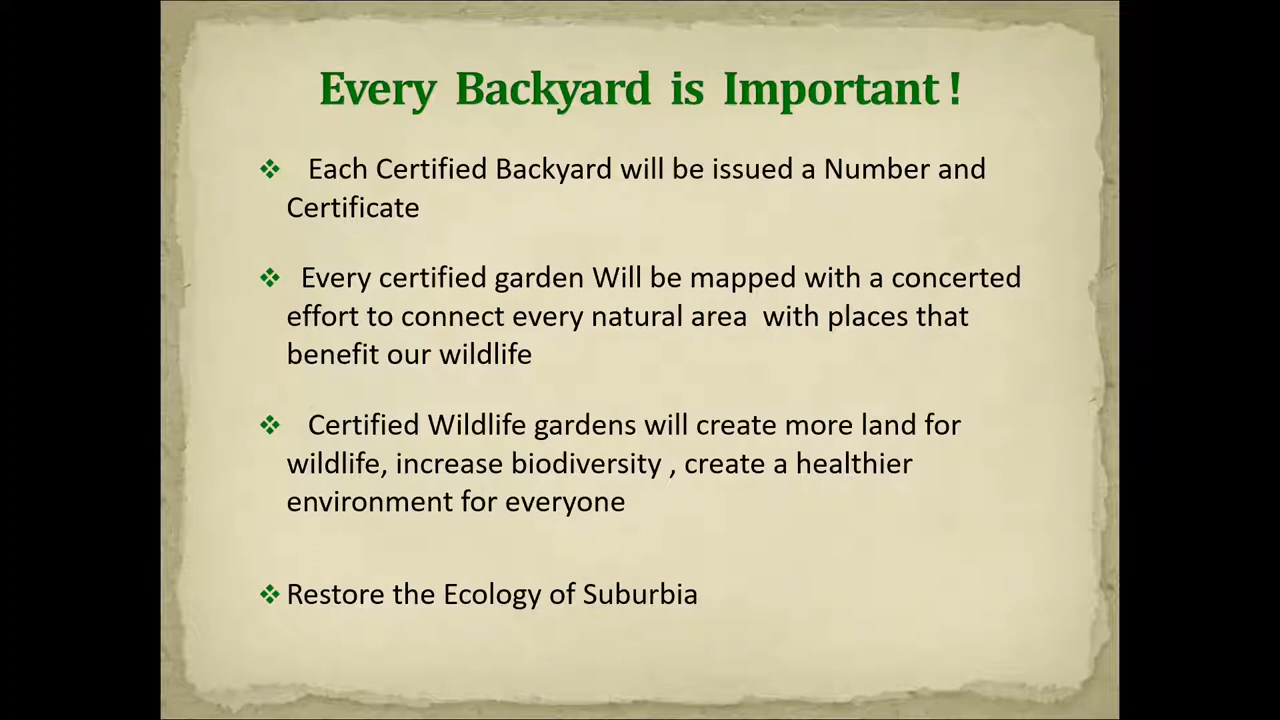 Every Backyard is Important !
Each Certified Backyard will be issued a Number and
Certificate
Every certified garden Will be mapped with a concerted
effort to connect every natural area with places that
benefit our wildlife
Certified Wildlife gardens will create more land for
wildlife, increase biodiversity , create a healthier
environment for everyone
Restore the Ecology of Suburbia